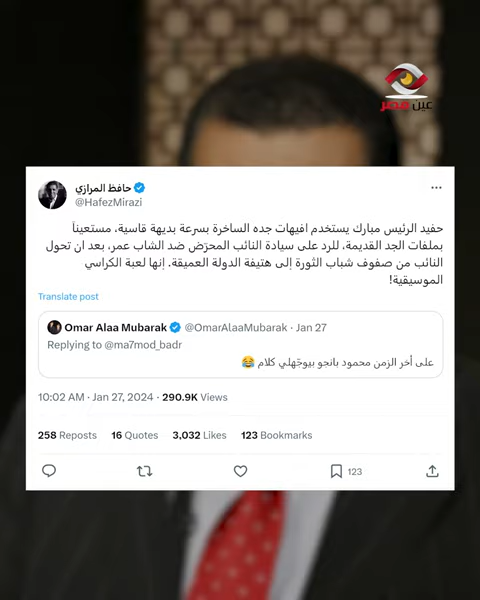 عين مصر
حافظ المرازي
@HafezMirazi
حفيد الرئيس مبارك يستخدم افيهات جده الساخرة بسرعة بديهة قاسية، مستعيناً
بملفات الجد القديمة، للرد على سيادة النائب المحرّض ضد الشاب عمر، بعد ان تحول
النائب من صفوف شباب الثورة إلى هتيفة الدولة العميقة. إنها لعبة الكراسي
الموسيقية!
Translate post
Omar Alaa Mubarak @OmarAlaaMubarak · Jan 27
Replying to @ma7mod_badr
على أخر الزمن محمود بانجو بيوجّهلي كلام 😂
10:02 AM · Jan 27, 2024 · 290.9K Views
258 Reposts 16 Quotes 3,032 Likes 123 Bookmarks
123